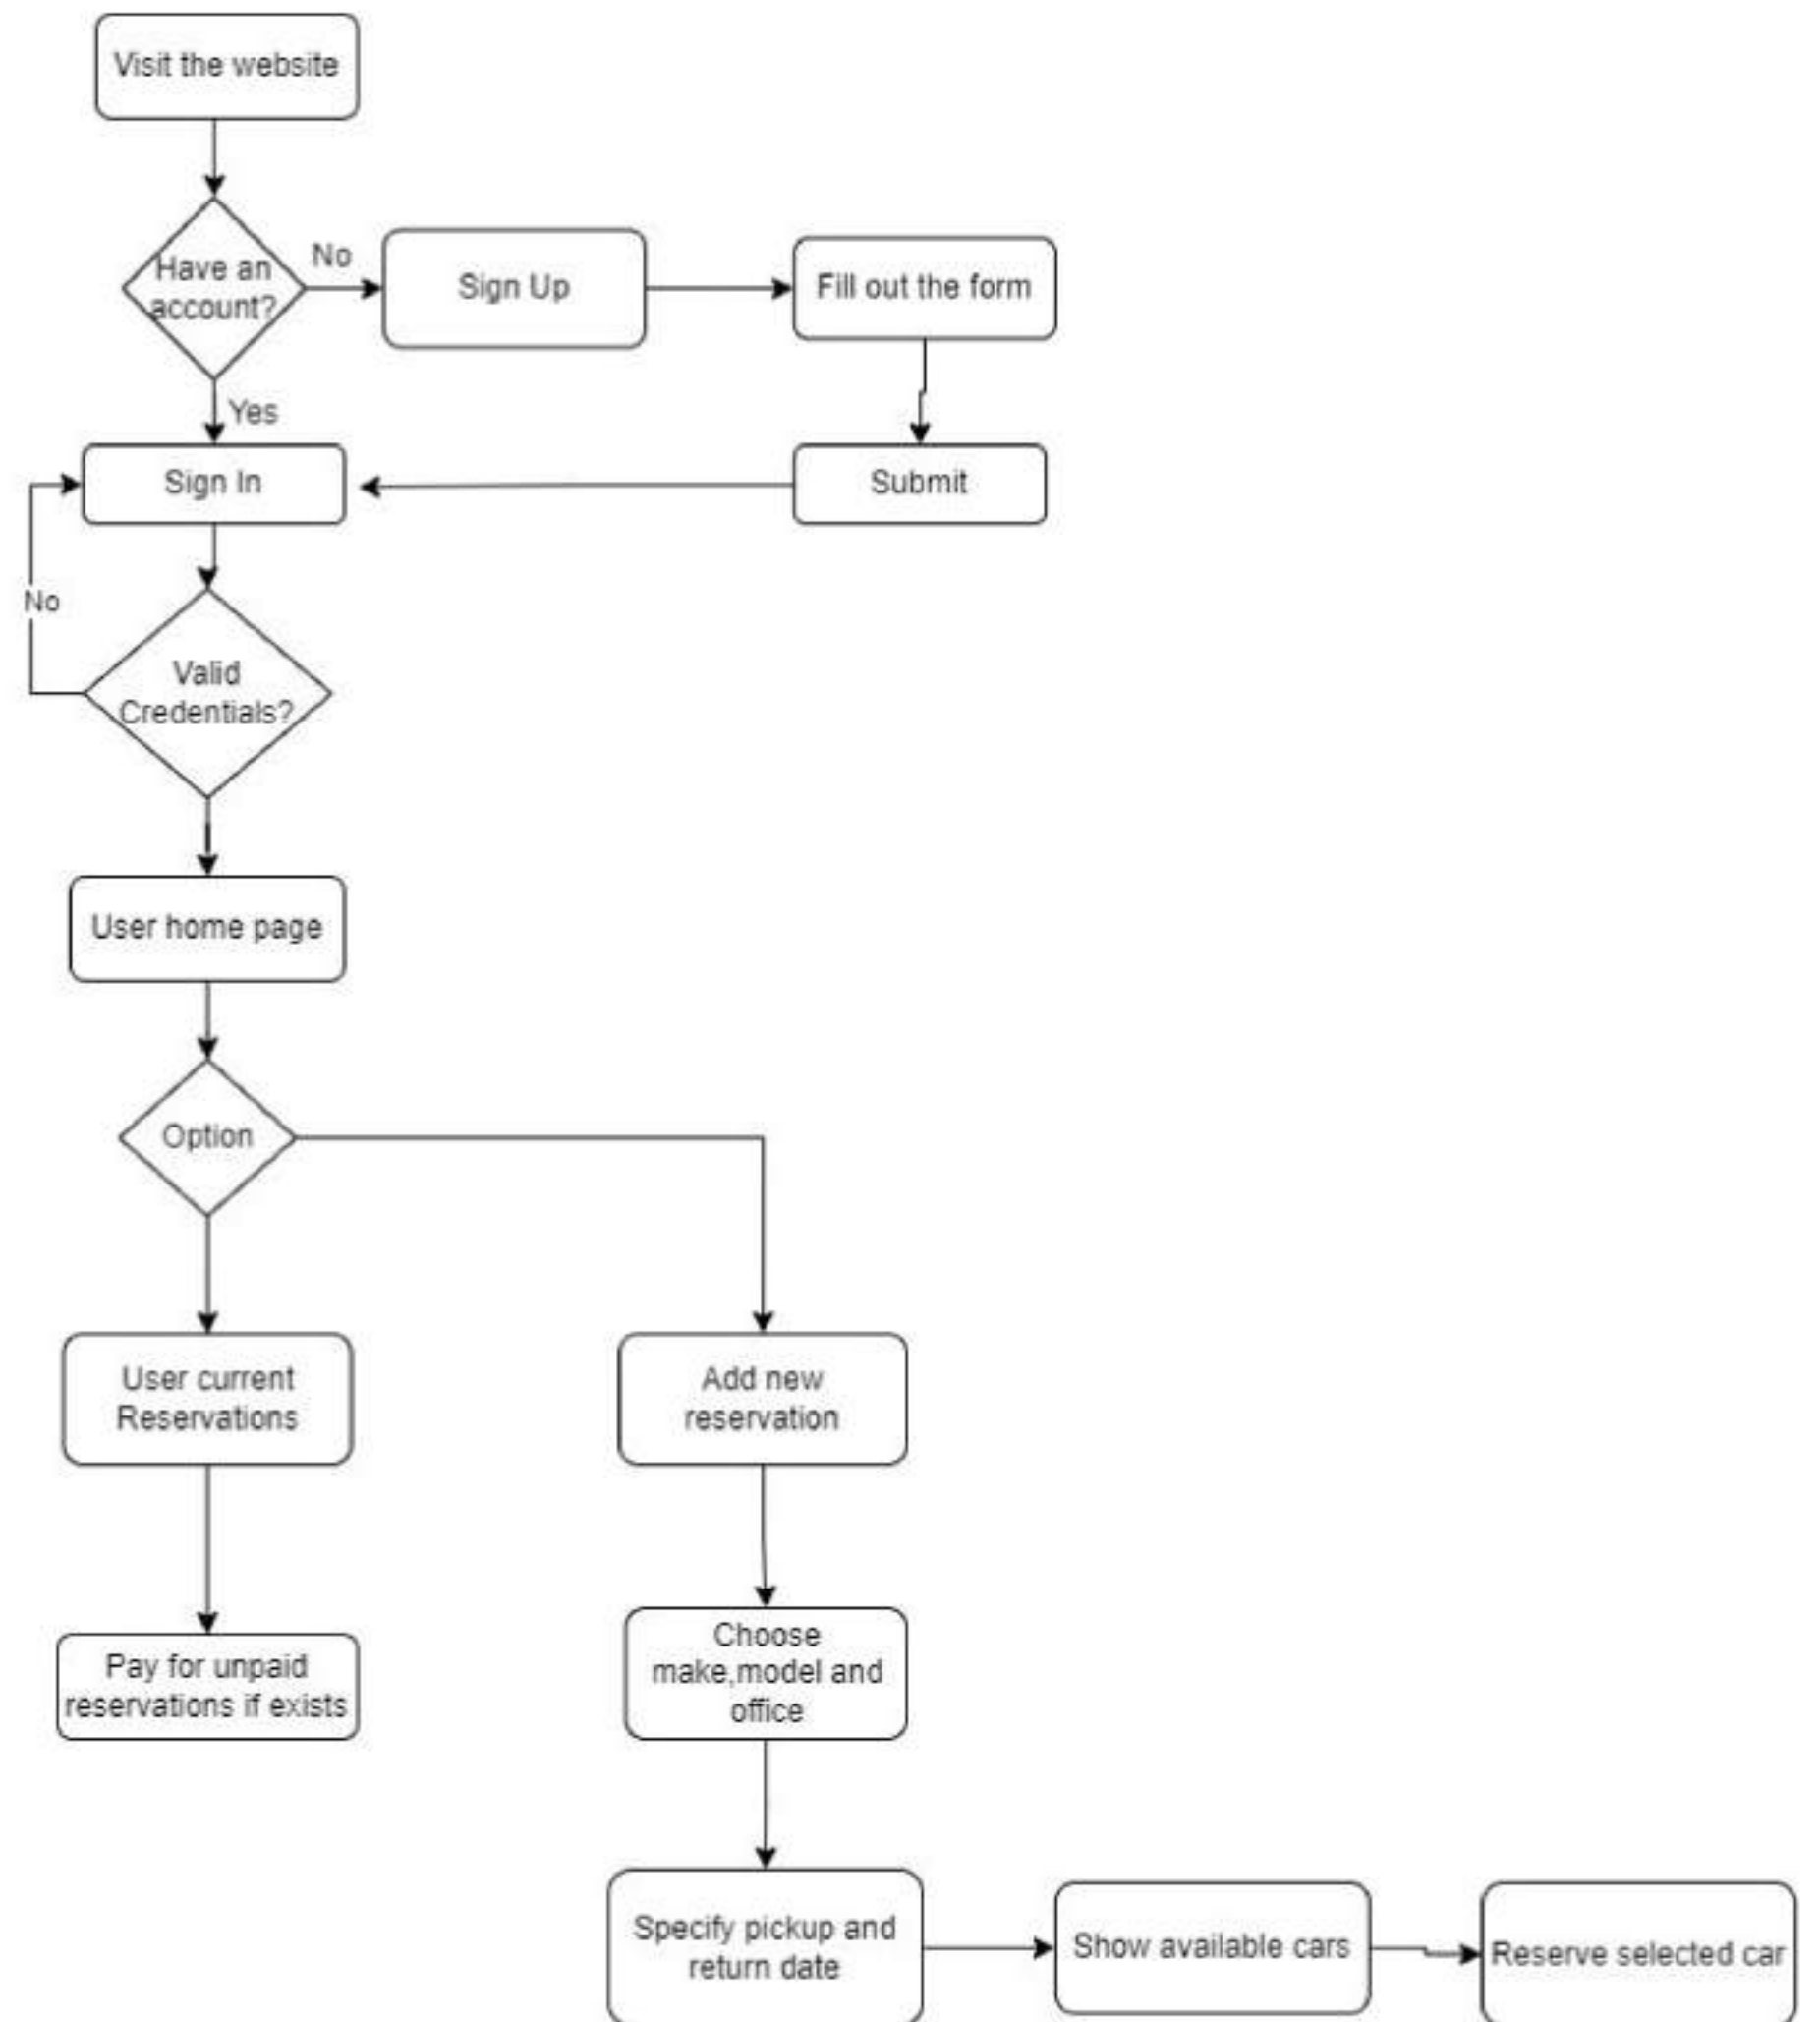 Visit the website
Have an
account?
No
Sign Up
Fill out the form
Yes
Sign In
Submit
No
Valid
Credentials?
User home page
Option
User current
Reservations
Add new
reservation
Pay for unpaid
reservations if exists
Choose
make,model and
office
Specify pickup and
return date
Show available cars
Reserve selected car